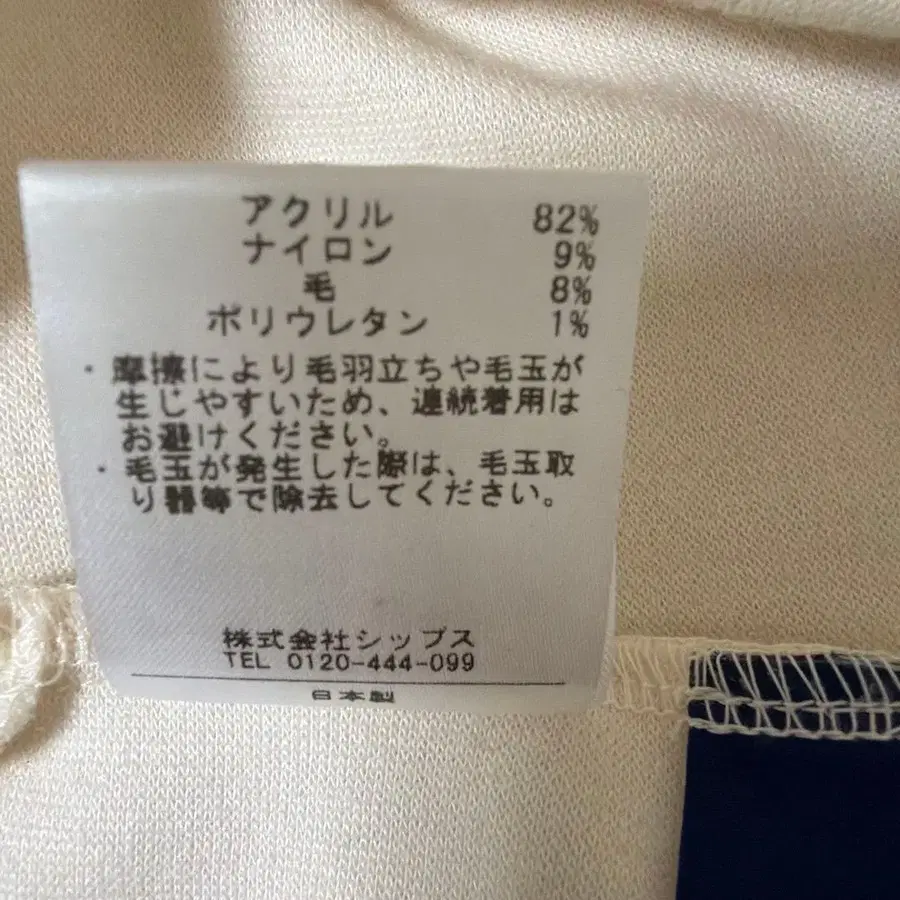 アクリル 82%
ナイロン 9%
毛 8%
ポリウレタン 1%
・摩擦により毛羽立ちや毛玉が
生じやすいため、連続着用は
お避けください。
・毛玉が発生した際は、毛玉取
り器等で除去してください。
株式会社シップス
TEL 0120-444-099
日本製